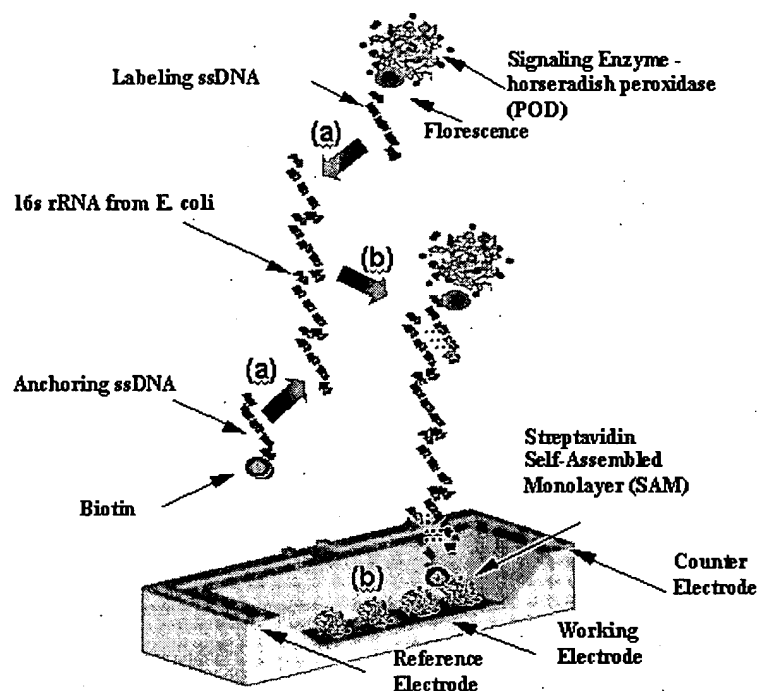 Signaling Enzyme -
horseradish peroxidase
(POD)
Labeling ssDNA
Florescence
(a)
16s rRNA from E. coli
(b)
(a)
Anchoring ssDNA
Streptavidin
Self-Assembled
Monolayer (SAM)
Biotin
(b)
Counter
Electrode
Working
Electrode
Reference
Electrode